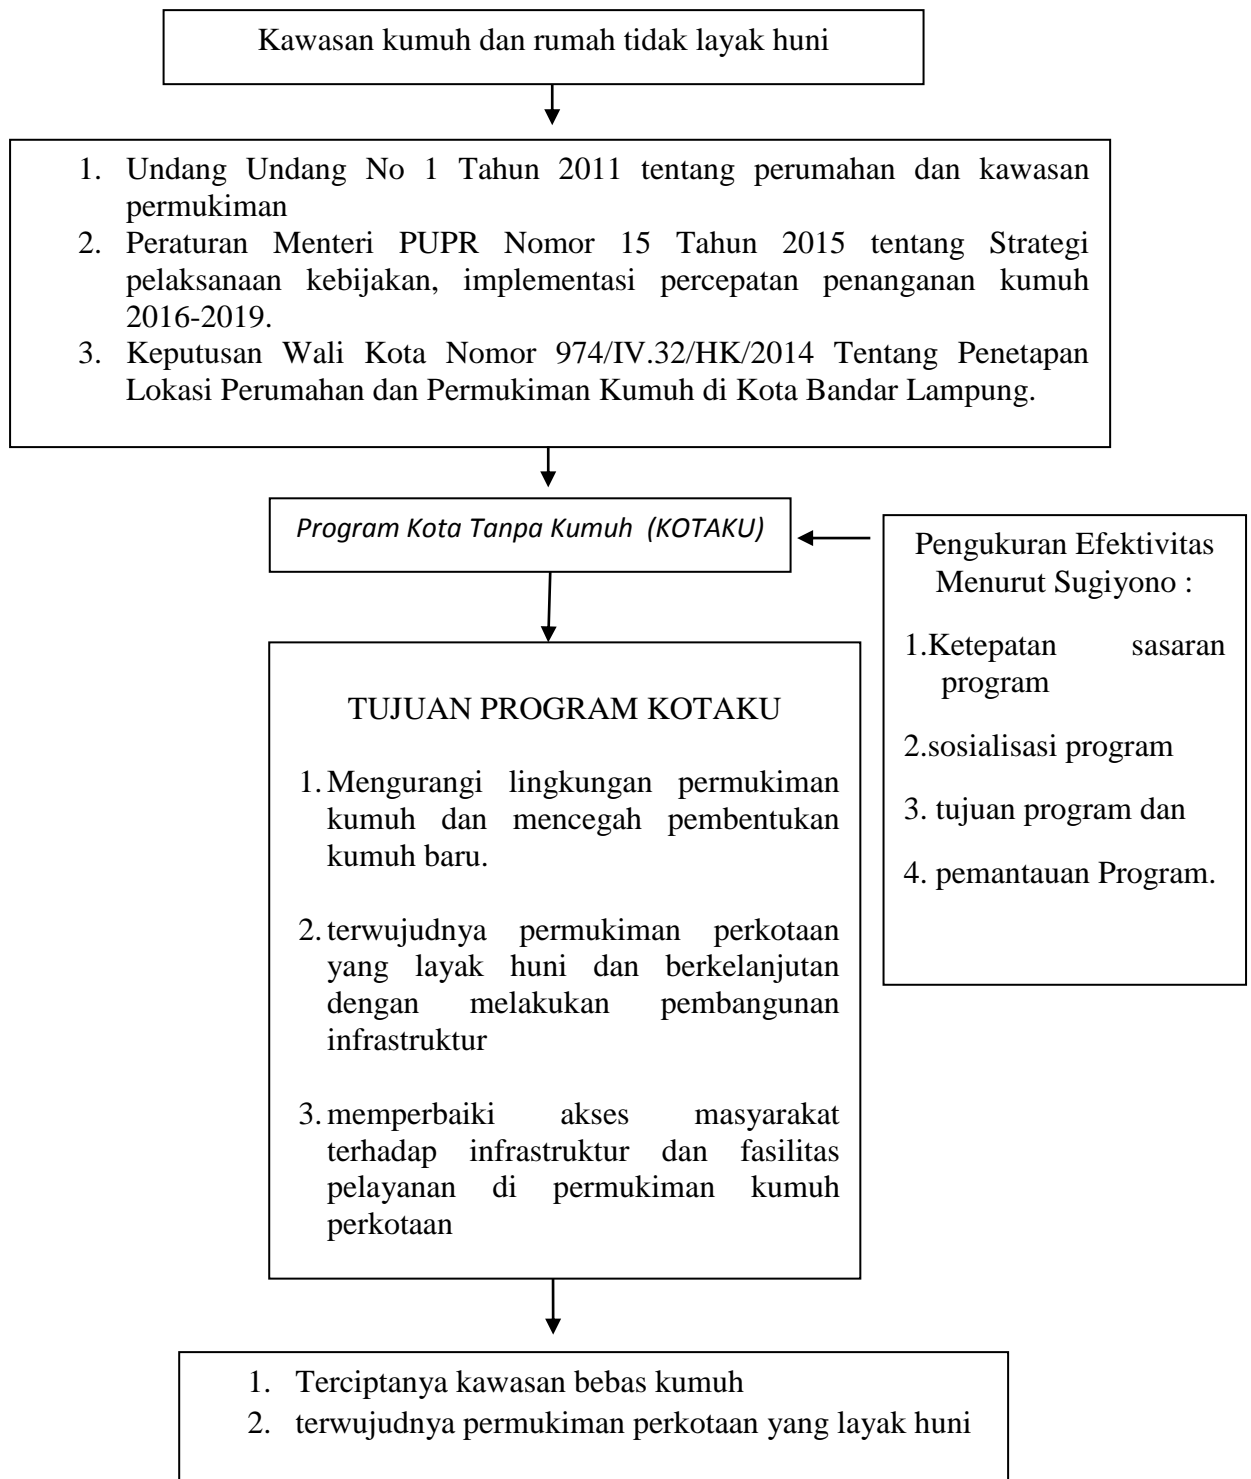 Kawasan kumuh dan rumah tidak layak huni
1. Undang Undang No 1 Tahun 2011 tentang perumahan dan kawasan
permukiman
2. Peraturan Menteri PUPR Nomor 15 Tahun 2015 tentang Strategi
pelaksanaan kebijakan, implementasi percepatan penanganan kumuh
2016-2019.
3. Keputusan Wali Kota Nomor 974/IV.32/HK/2014 Tentang Penetapan
Lokasi Perumahan dan Permukiman Kumuh di Kota Bandar Lampung.
Program Kota Tanpa Kumuh (KOTAKU)
Pengukuran Efektivitas
Menurut Sugiyono :
1.Ketepatan sasaran
program
2.sosialisasi program
3. tujuan program dan
4. pemantauan Program.
TUJUAN PROGRAM KOTAKU
1. Mengurangi lingkungan permukiman
kumuh dan mencegah pembentukan
kumuh baru.
2. terwujudnya permukiman perkotaan
yang layak huni dan berkelanjutan
dengan melakukan pembangunan
infrastruktur
3. memperbaiki akses masyarakat
terhadap infrastruktur dan fasilitas
pelayanan di permukiman kumuh
perkotaan
1. Terciptanya kawasan bebas kumuh
2. terwujudnya permukiman perkotaan yang layak huni